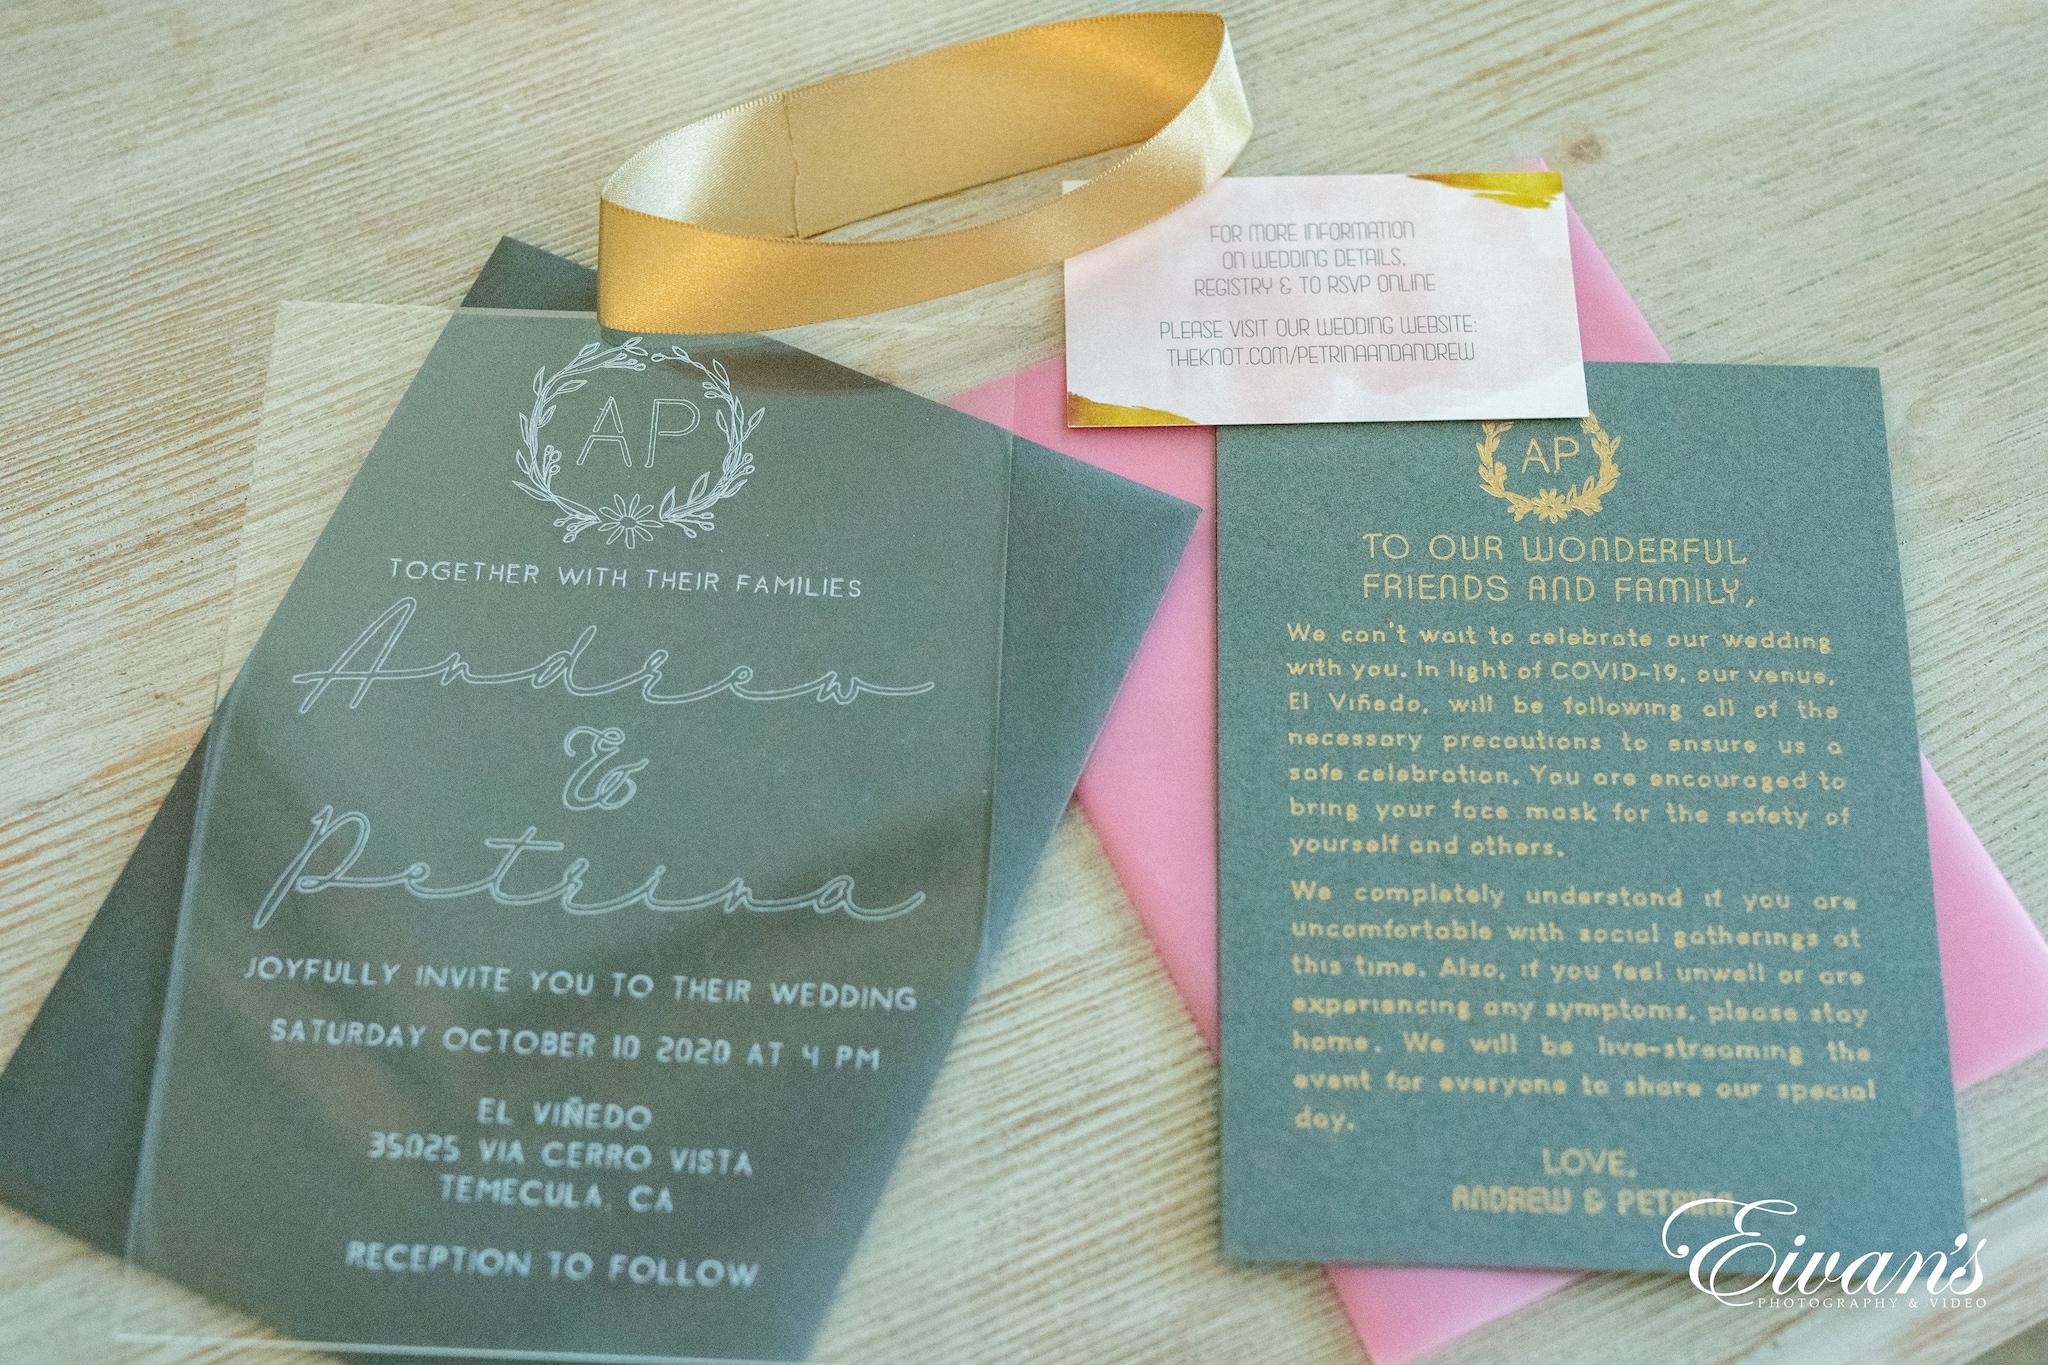 AP
TOGETHER WITH THEIR FAMILIES
Andrew
&
Petrina
JOYFULLY INVITE YOU TO THEIR WEDDING
SATURDAY OCTOBER 10 2020 AT 4 PM
EL VIÑEDO
35025 VIA CERRO VISTA
TEMECULA, CA
RECEPTION TO FOLLOW
FOR MORE INFORMATION
ON WEDDING DETAILS,
REGISTRY & TO RSVP ONLINE
PLEASE VISIT OUR WEDDING WEBSITE:
THEKNOT.COM/PETRINAANDANDREW
AP
TO OUR WONDERFUL
FRIENDS AND FAMILY,
We can't wait to celebrate our wedding
with you. In light of COVID-19, our venue,
El Viñedo, will be following all of the
necessary precautions to ensure us a
safe celebration. You are encouraged to
bring your face mask for the safety of
yourself and others.
We completely understand if you are
uncomfortable with social gatherings at
this time. Also, if you feel unwell or are
experiencing any symptoms, please stay
home. We will be live-streaming the
event for everyone to share our special
day.
LOVE,
ANDREW & PETRINA
Eivan's
PHOTOGRAPHY & VIDEO